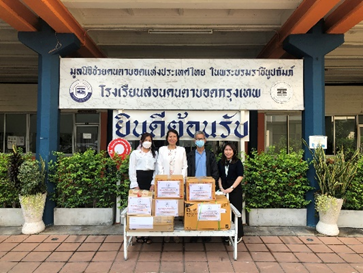 มูลนิธิช่วยคนตาบอดแห่งประเทศไทย ในพระบรมราชินูปถัมภ์
โรงเรียนสอนคนตาบอดกรุงเทพ
ยินดีต้อนรับ